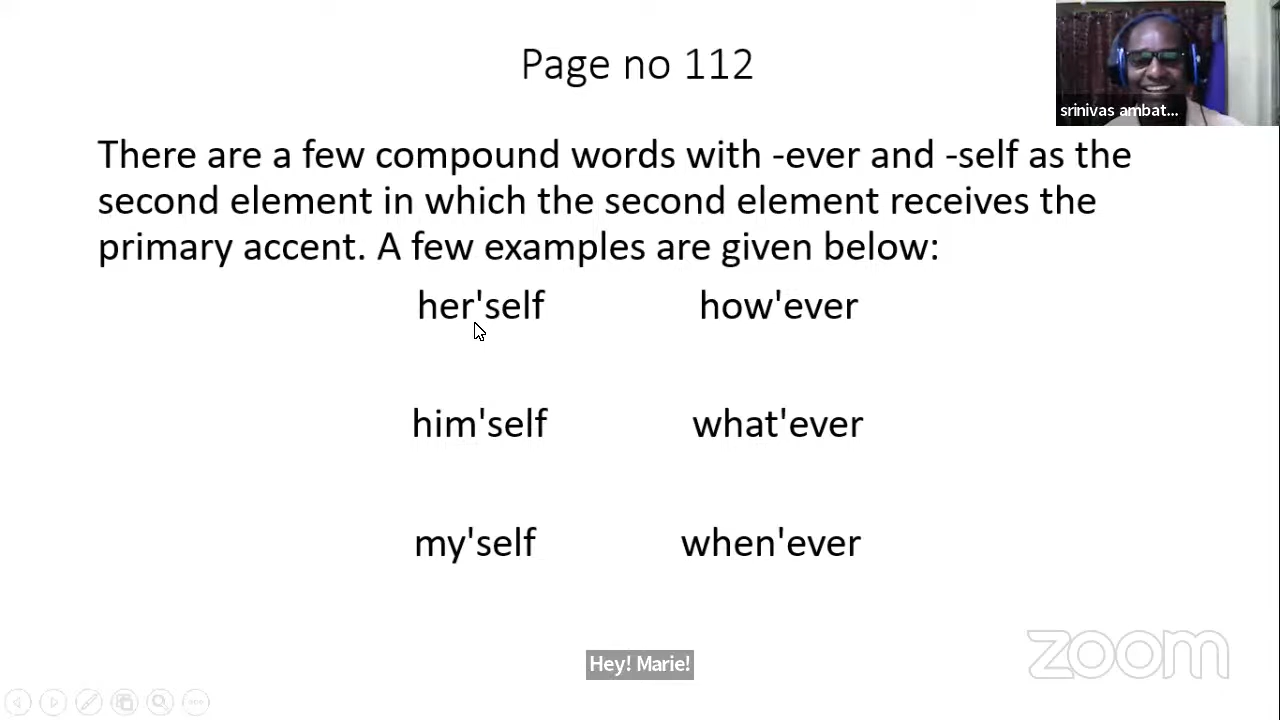 Page no 112
srinivas ambat...
There are a few compound words with -ever and -self as the
second element in which the second element receives the
primary accent. A few examples are given below:
her'self how'ever
him'self what'ever
my'self when'ever
Hey! Marie!
zoom